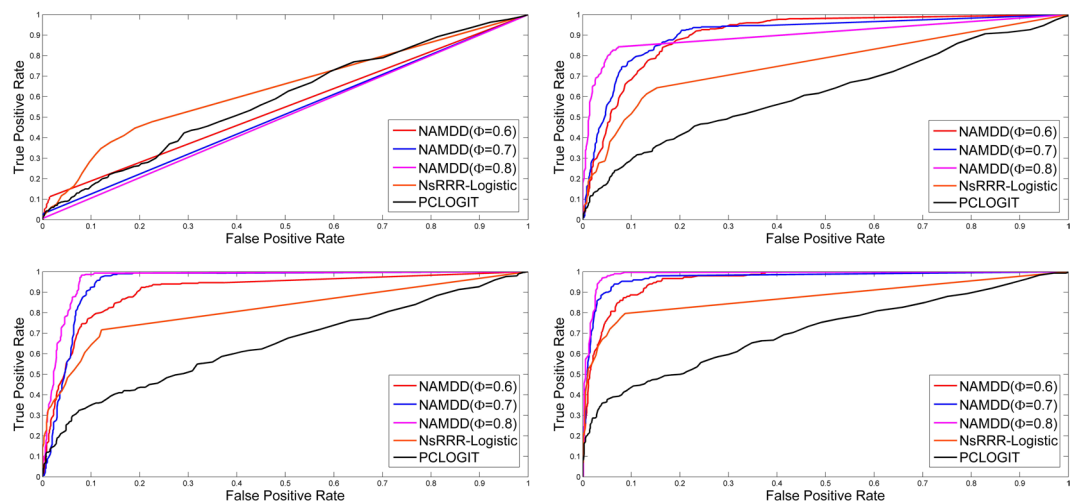 True Positive Rate
1
0.9
0.8
0.7
0.6
0.5
0.4
0.3
0.2
0.1
0
NAMDD(Φ=0.6)
NAMDD(Φ=0.7)
NAMDD(Φ=0.8)
NsRRR-Logistic
PCLOGIT
0 0.1 0.2 0.3 0.4 0.5 0.6 0.7 0.8 0.9 1
False Positive Rate
True Positive Rate
1
0.9
0.8
0.7
0.6
0.5
0.4
0.3
0.2
0.1
0
NAMDD(Φ=0.6)
NAMDD(Φ=0.7)
NAMDD(Φ=0.8)
NsRRR-Logistic
PCLOGIT
0 0.1 0.2 0.3 0.4 0.5 0.6 0.7 0.8 0.9 1
False Positive Rate
True Positive Rate
1
0.9
0.8
0.7
0.6
0.5
0.4
0.3
0.2
0.1
0
NAMDD(Φ=0.6)
NAMDD(Φ=0.7)
NAMDD(Φ=0.8)
NsRRR-Logistic
PCLOGIT
0 0.1 0.2 0.3 0.4 0.5 0.6 0.7 0.8 0.9 1
False Positive Rate
True Positive Rate
1
0.9
0.8
0.7
0.6
0.5
0.4
0.3
0.2
0.1
0
NAMDD(Φ=0.6)
NAMDD(Φ=0.7)
NAMDD(Φ=0.8)
NsRRR-Logistic
PCLOGIT
0 0.1 0.2 0.3 0.4 0.5 0.6 0.7 0.8 0.9 1
False Positive Rate